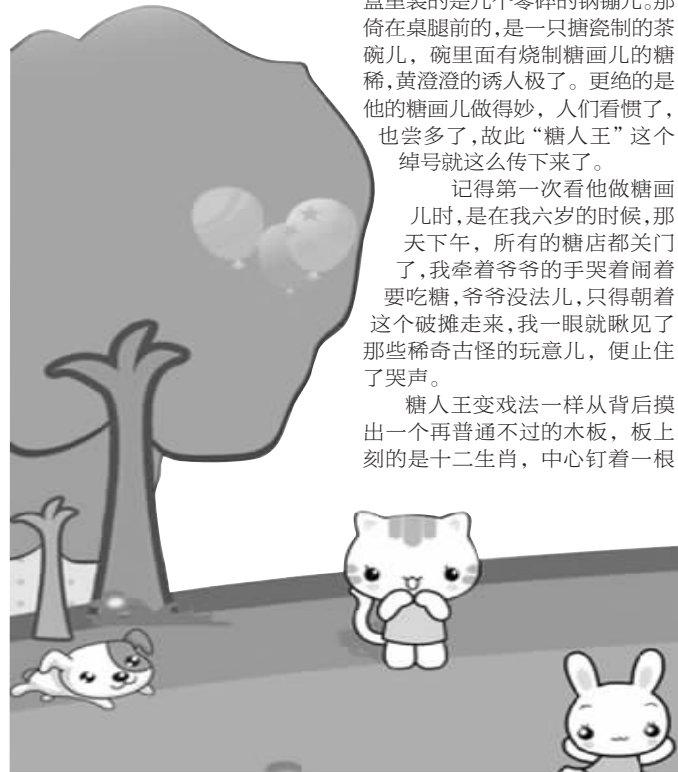 盒里装的是几个零碎的钢镚儿。那
倚在桌腿前的,是一只搪瓷制的茶
碗儿，碗里面有烧制糖画儿的糖
稀,黄澄澄的诱人极了。更绝的是
他的糖画儿做得妙，人们看惯了，
也尝多了,故此“糖人王”这个
绰号就这么传下来了。
记得第一次看他做糖画
儿时,是在我六岁的时候,那
天下午，所有的糖店都关门
了,我牵着爷爷的手哭着闹着
要吃糖,爷爷没法儿,只得朝着
这个破摊走来,我一眼就瞅见了
那些稀奇古怪的玩意儿，便止住
了哭声。
糖人王变戏法一样从背后摸
出一个再普通不过的木板，板上
刻的是十二生肖，中心钉着一根